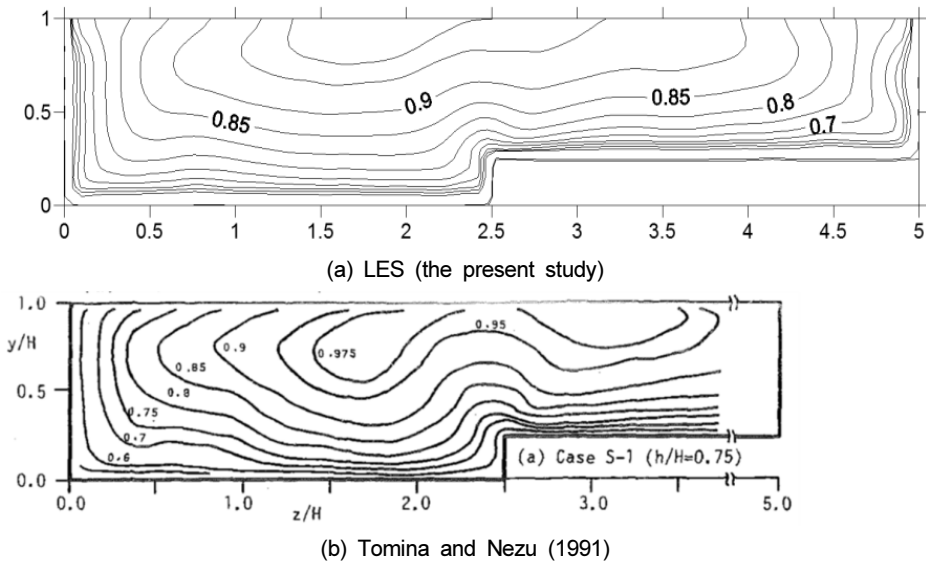 1
0.5
0
0.85
0.9
0.85
0.8
0.7
0 0.5 1 1.5 2 2.5 3 3.5 4 4.5 5
(a) LES (the present study)
1.0
y/H
0.5
0.0
0.95
0.9
0.975
0.85
0.8
0.75
0.7
0.6
(a) Case S-1 (h/H=0.75)
0.0 1.0 2.0 3.0 5.0
z/H
(b) Tomina and Nezu (1991)